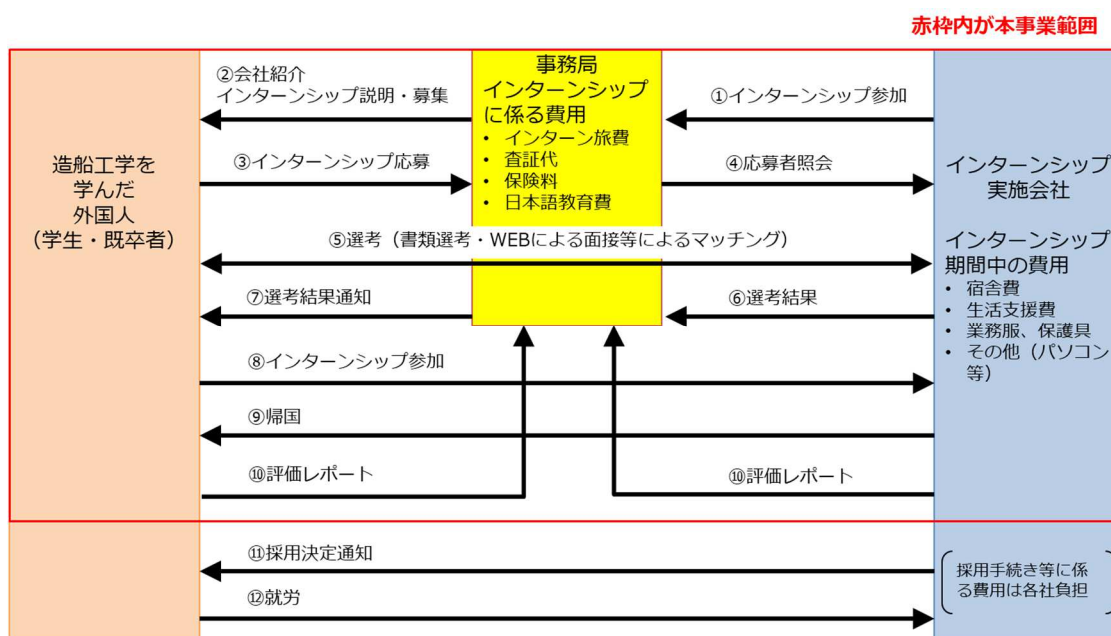 赤枠内が本事業範囲
事務局
インターンシップ
に係る費用
• インターン旅費
• 査証代
• 保険料
• 日本語教育費
②会社紹介
インターンシップ説明・募集
①インターンシップ参加
③インターンシップ応募
④応募者照会
造船工学を
学んだ
外国人
（学生・既卒者）
インターンシップ
実施会社
インターンシップ
期間中の費用
• 宿舎費
• 生活支援費
• 業務服、保護具
• その他（パソコン
等）
⑤選考（書類選考・WEBによる面接等によるマッチング）
⑦選考結果通知
⑥選考結果
⑧インターンシップ参加
⑨帰国
⑩評価レポート
⑩評価レポート
⑪採用決定通知
⑫就労
採用手続き等に係
る費用は各社負担